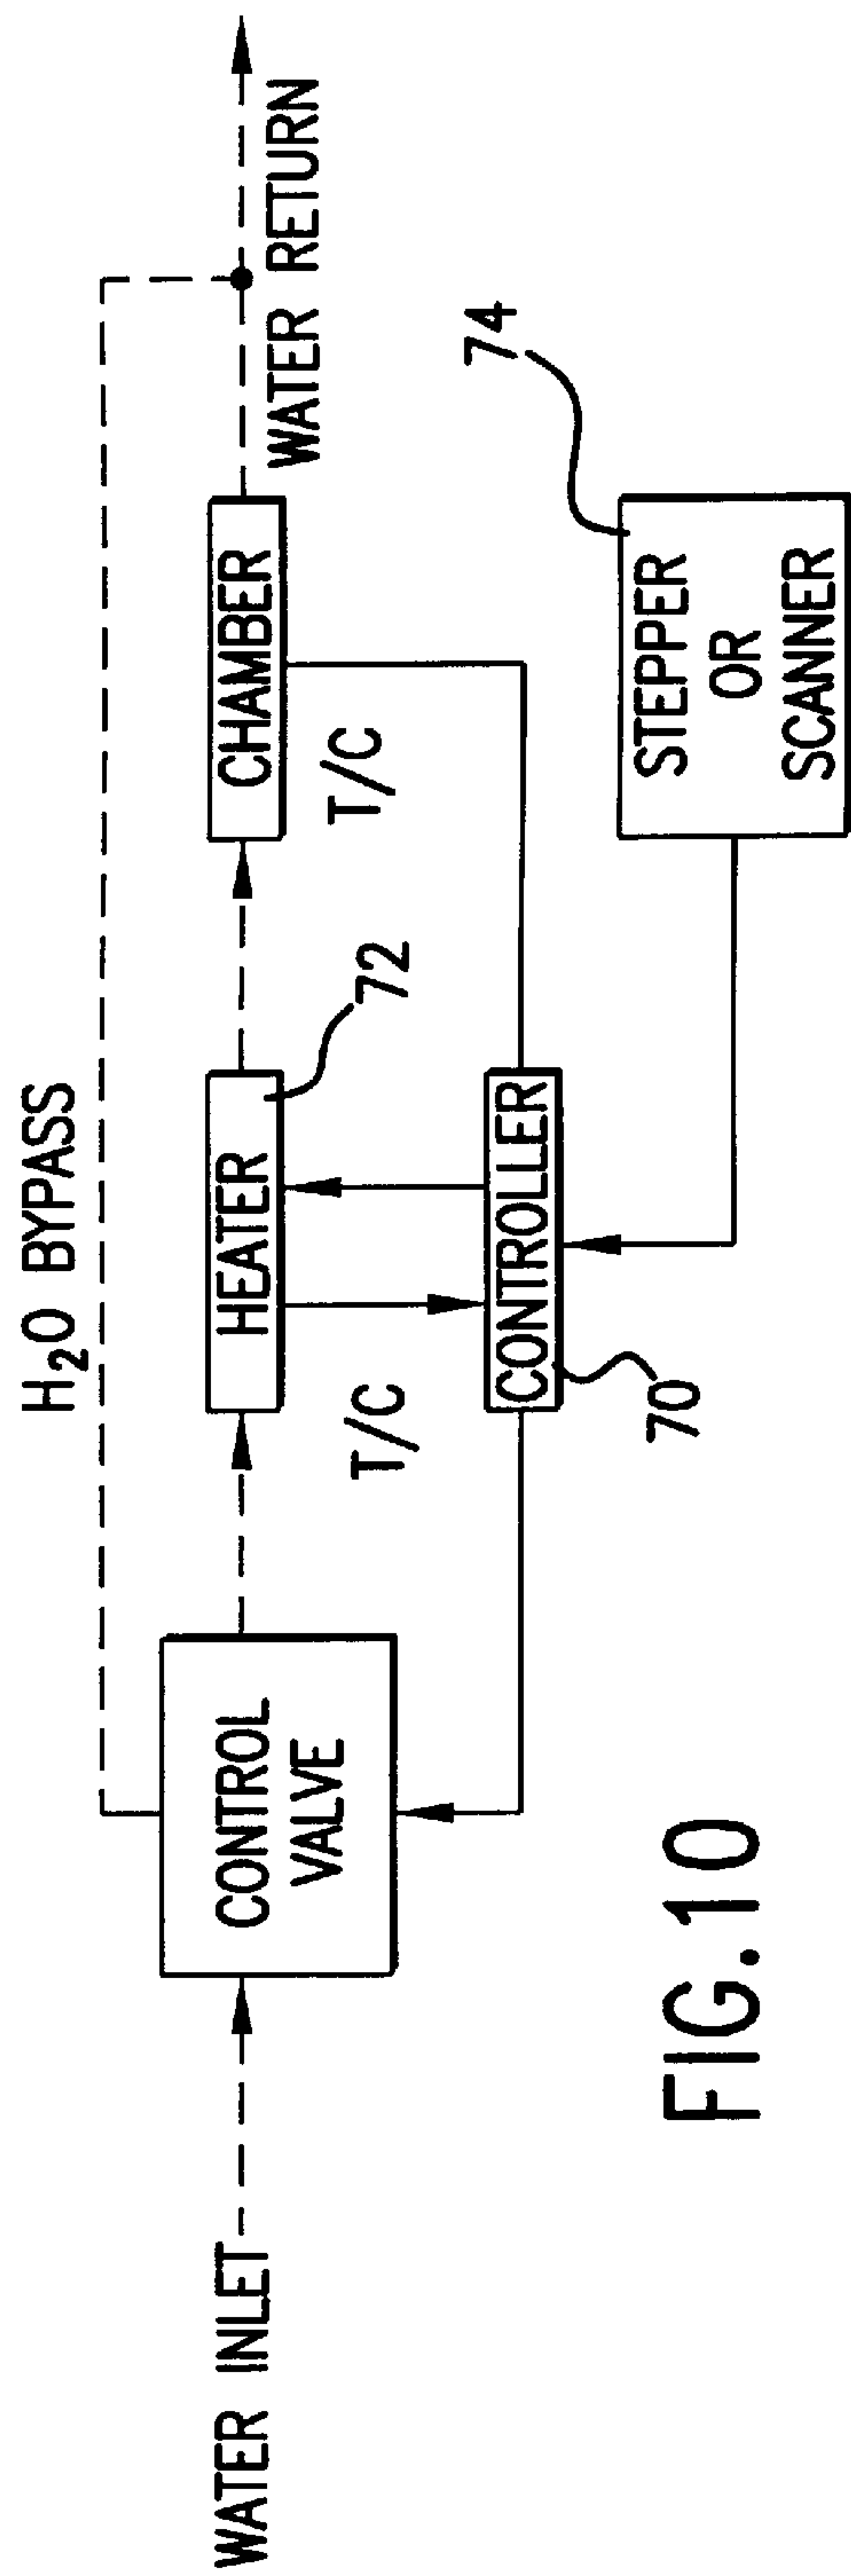 H₂O BYPASS
WATER INLET
CONTROL
VALVE
HEATER
72
CHAMBER
WATER RETURN
T/C
T/C
CONTROLLER
70
74
STEPPER
OR
SCANNER
FIG.10